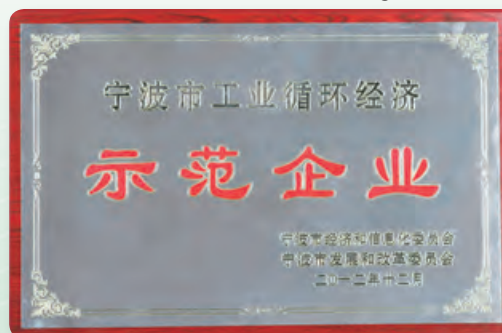 宁波市工业循环经济
示范企业
宁波市经济和信息化委员会
宁波市发展和改革委员会
二〇一二年十二月